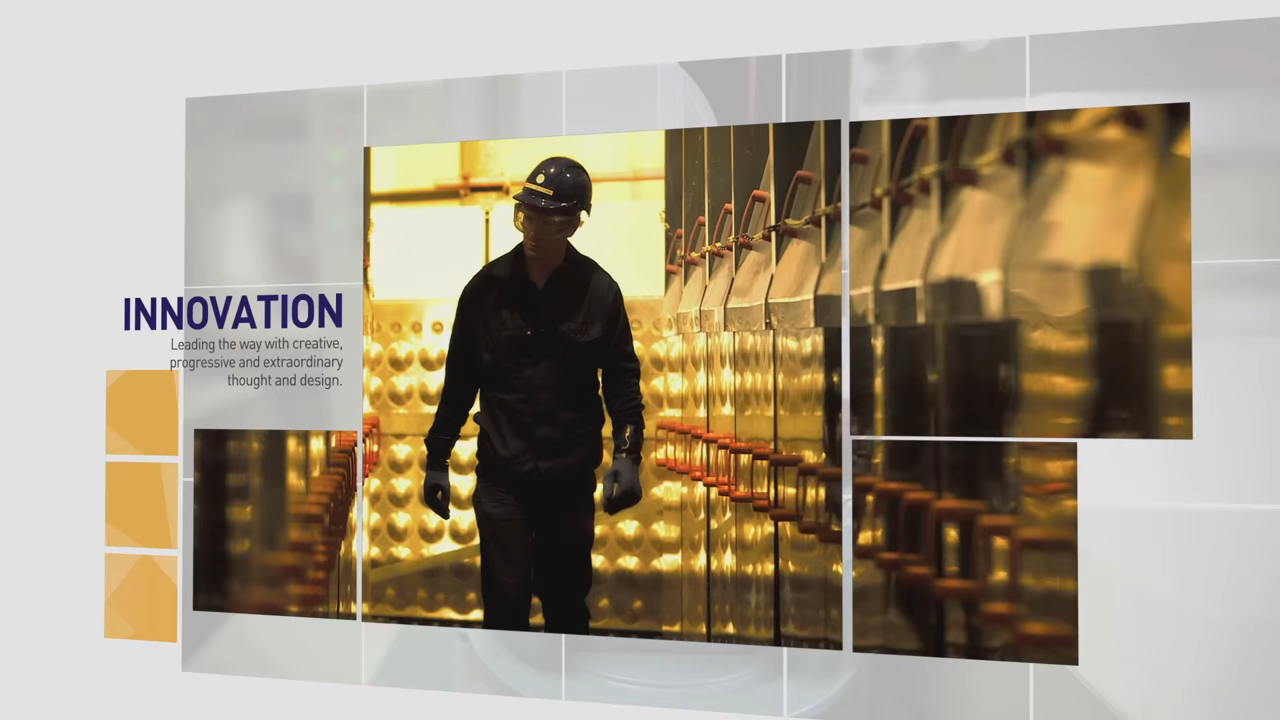 INNOVATION
Leading the way with creative,
progressive and extraordinary
thought and design.